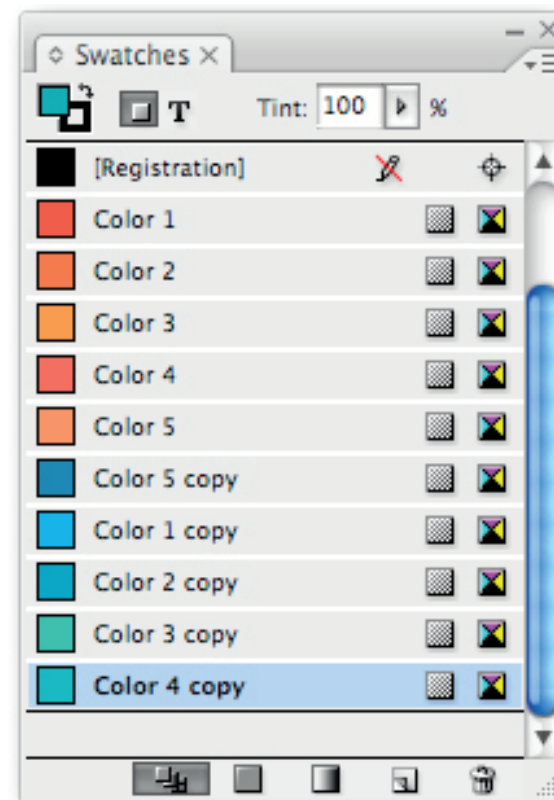 Swatches
T Tint: 100 %
[Registration]
Color 1
Color 2
Color 3
Color 4
Color 5
Color 5 copy
Color 1 copy
Color 2 copy
Color 3 copy
Color 4 copy